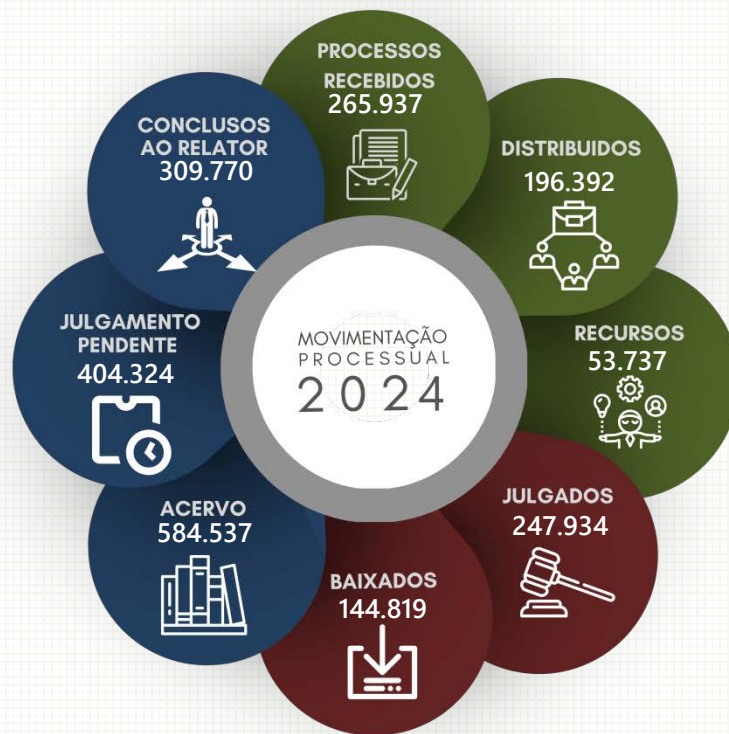 PROCESSOS
RECEBIDOS
265.937
DISTRIBUIDOS
196.392
RECURSOS
53.737
JULGADOS
247.934
BAIXADOS
144.819
ACERVO
584.537
JULGAMENTO
PENDENTE
404.324
CONCLUSOS
AO RELATOR
309.770
MOVIMENTAÇÃO
PROCESSUAL
2024